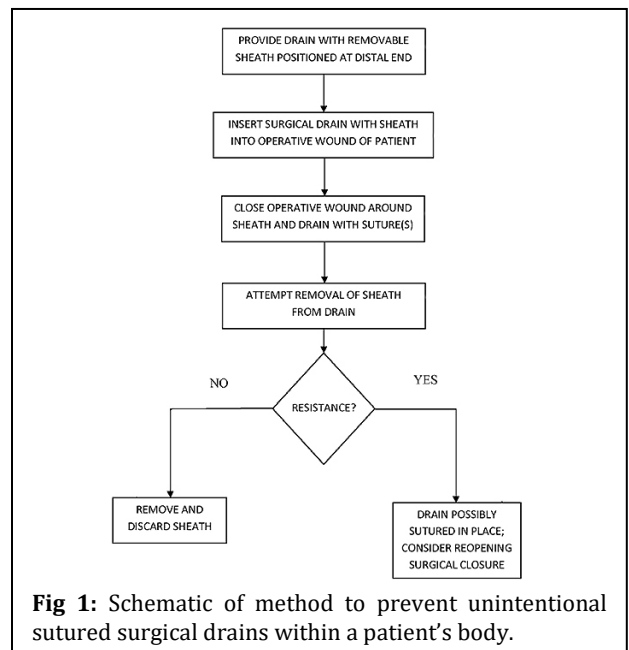 PROVIDE DRAIN WITH REMOVABLE
SHEATH POSITIONED AT DISTAL END
INSERT SURGICAL DRAIN WITH SHEATH
INTO OPERATIVE WOUND OF PATIENT
CLOSE OPERATIVE WOUND AROUND
SHEATH AND DRAIN WITH SUTURE(S)
ATTEMPT REMOVAL OF SHEATH
FROM DRAIN
NO
YES
RESISTANCE?
REMOVE AND
DISCARD SHEATH
DRAIN POSSIBLY
SUTURED IN PLACE;
CONSIDER REOPENING
SURGICAL CLOSURE
Fig 1: Schematic of method to prevent unintentional
sutured surgical drains within a patient's body.